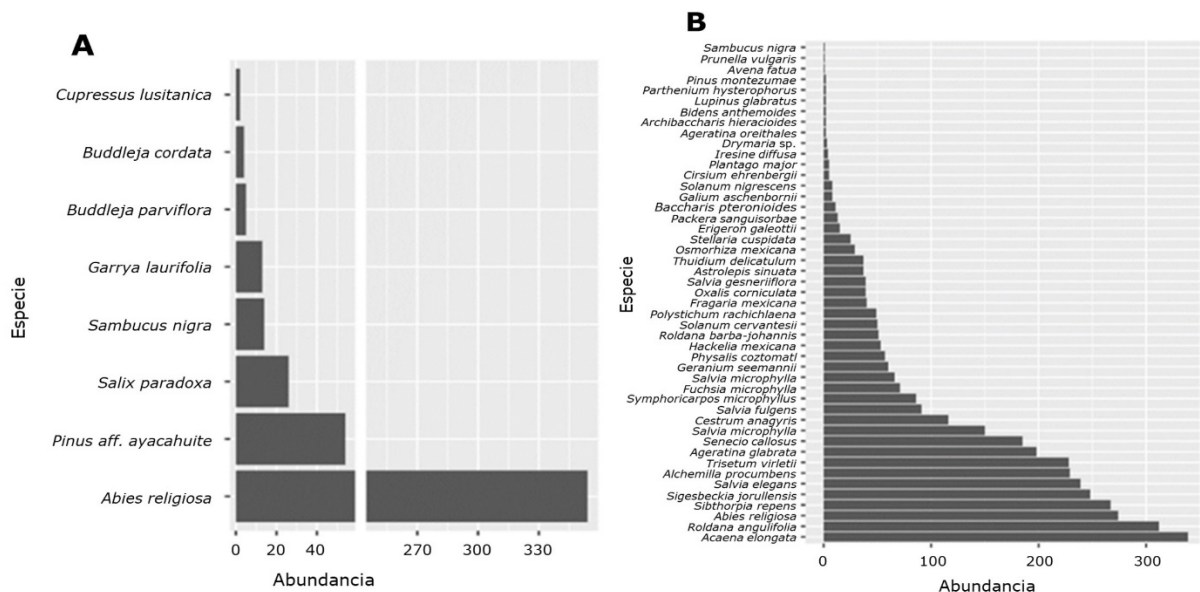 A
Especie
Cupressus lusitanica
Buddleja cordata
Buddleja parviflora
Garrya laurifolia
Sambucus nigra
Salix paradoxa
Pinus aff. ayacahuite
Abies religiosa
0 20 40 270 300 330
Abundancia
B
Especie
Sambucus nigra
Prunella vulgaris
Avena fatua
Pinus montezumae
Parthenium hysterophorus
Lupinus glabratus
Bidens anthemoides
Archibaccharis hieracioides
Ageratina oreithales
Drymaria sp.
Iresine diffusa
Plantago major
Cirsium ehrenbergii
Solanum nigrescens
Galium aschenbornii
Baccharis pteronioides
Packera sanguisorbae
Erigeron galeottii
Stellaria cuspidata
Osmorhiza mexicana
Thuidium delicatulum
Astrolepis sinuata
Salvia gesneriiflora
Oxalis corniculata
Fragaria mexicana
Polystichum rachichlaena
Solanum cervantesii
Roldana barba-johannis
Hackelia mexicana
Physalis coztomatl
Geranium seemannii
Salvia microphylla
Fuchsia microphylla
Symphoricarpos microphyllus
Salvia fulgens
Cestrum anagyris
Salvia microphylla
Senecio callosus
Ageratina glabrata
Trisetum virletii
Alchemilla procumbens
Salvia elegans
Sigesbeckia jorullensis
Sibthorpia repens
Abies religiosa
Roldana angulifolia
Acaena elongata
0 100 200 300
Abundancia